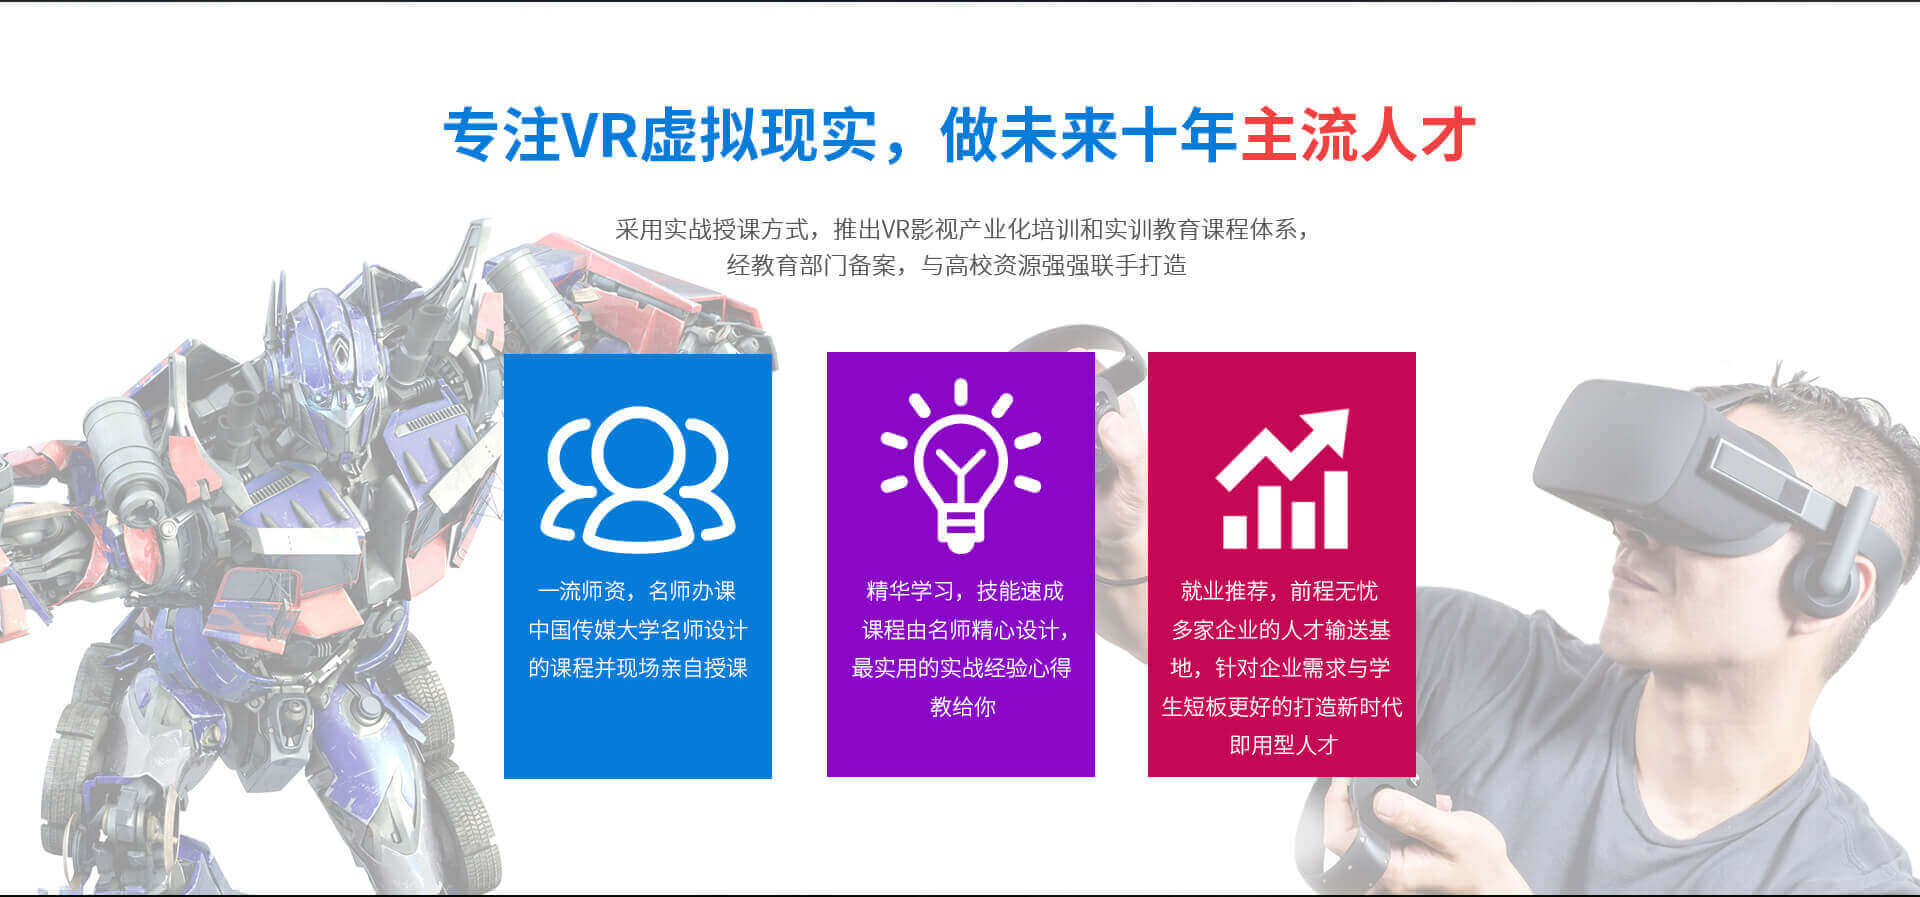 专注VR虚拟现实，做未来十年主流人才
采用实战授课方式，推出VR影视产业化培训和实训教育课程体系，
经教育部门备案，与高校资源强强联手打造
一流师资，名师办课
中国传媒大学名师设计
的课程并现场亲自授课
精华学习，技能速成
课程由名师精心设计，
最实用的实战经验心得
教给你
就业推荐，前程无忧
多家企业的人才输送基
地，针对企业需求与学
生短板更好的打造新时代
即用型人才